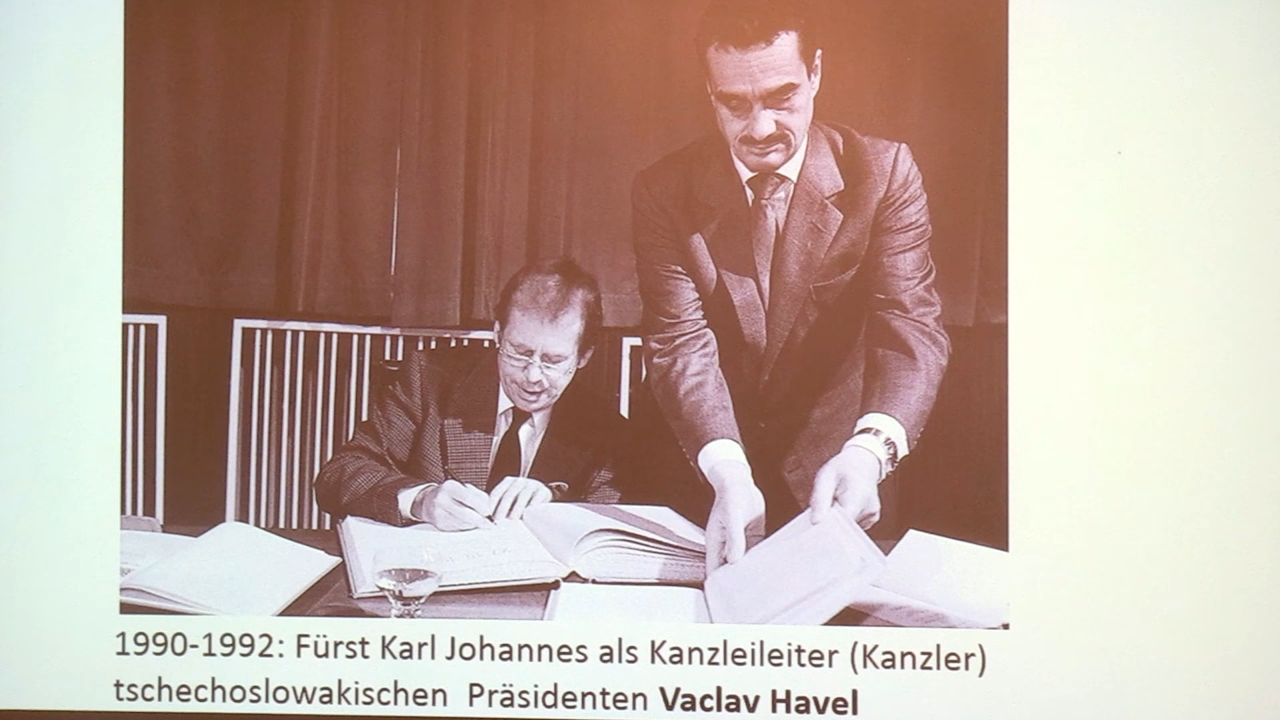 1990-1992: Fürst Karl Johannes als Kanzleileiter (Kanzler)
tschechoslowakischen Präsidenten Vaclav Havel